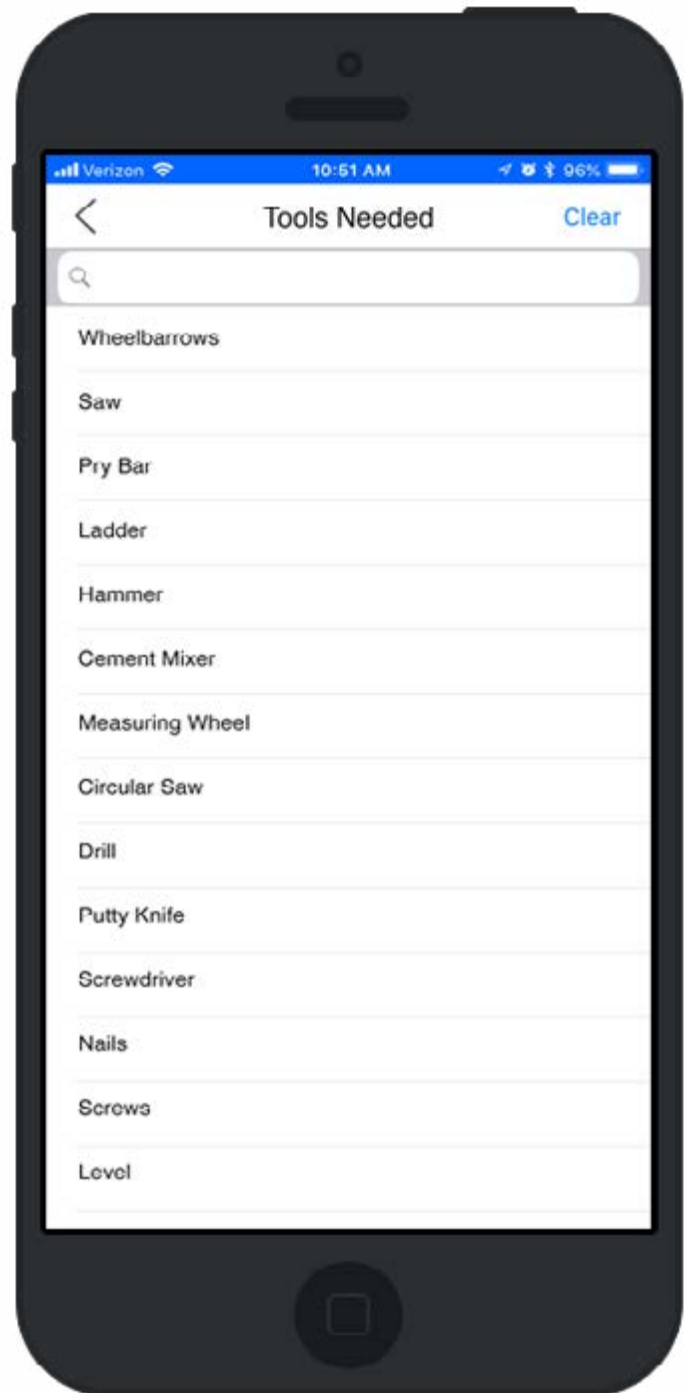 Verizon 10:51 AM 96%
Tools Needed Clear
Wheelbarrows
Saw
Pry Bar
Ladder
Hammer
Cement Mixer
Measuring Wheel
Circular Saw
Drill
Putty Knife
Screwdriver
Nails
Screws
Level